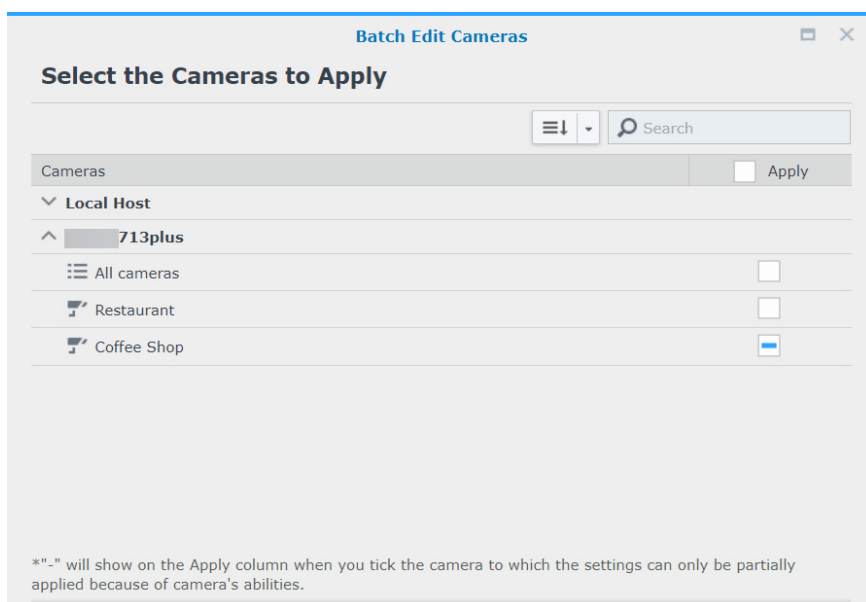 Batch Edit Cameras
Select the Cameras to Apply
Search
Cameras Apply
Local Host
713plus
All cameras
Restaurant
Coffee Shop
*"-" will show on the Apply column when you tick the camera to which the settings can only be partially
applied because of camera's abilities.